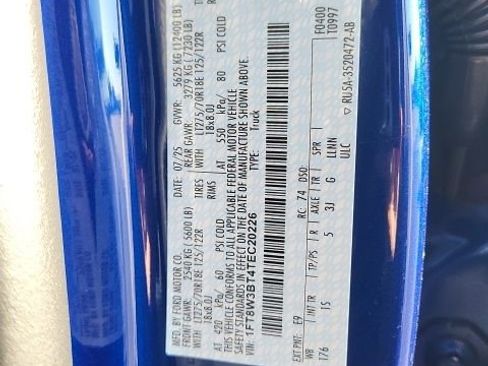 MFD. BY FORD MOTOR CO.
DATE: 07/25 GVWR: 5625 KG (12400 LB)
FRONT GAWR: 2540 KG (5600 LB) REAR GAWR: 3279 KG (7230 LB)
WITH LT275/70R18E 125/122R TIRES WITH LT275/70R18E 125/122R
18x8.0J RIMS 18x8.0J
AT 420 kPa/ 60 PSI COLD AT 550 kPa/ 80 PSI COLD
THIS VEHICLE CONFORMS TO ALL APPLICABLE FEDERAL MOTOR VEHICLE
SAFETY STANDARDS IN EFFECT ON THE DATE OF MANUFACTURE SHOWN ABOVE
VIN: 1FT8W3BT4TEC20226 TYPE: Truck
F0400
T0997
EXT PNT: E9 RC: 74 DSO:
WB INT TR TP/PS R AXLE TR SPR
176 IS 5 3J G LLNN
ULC
RU5A-3520472-AB